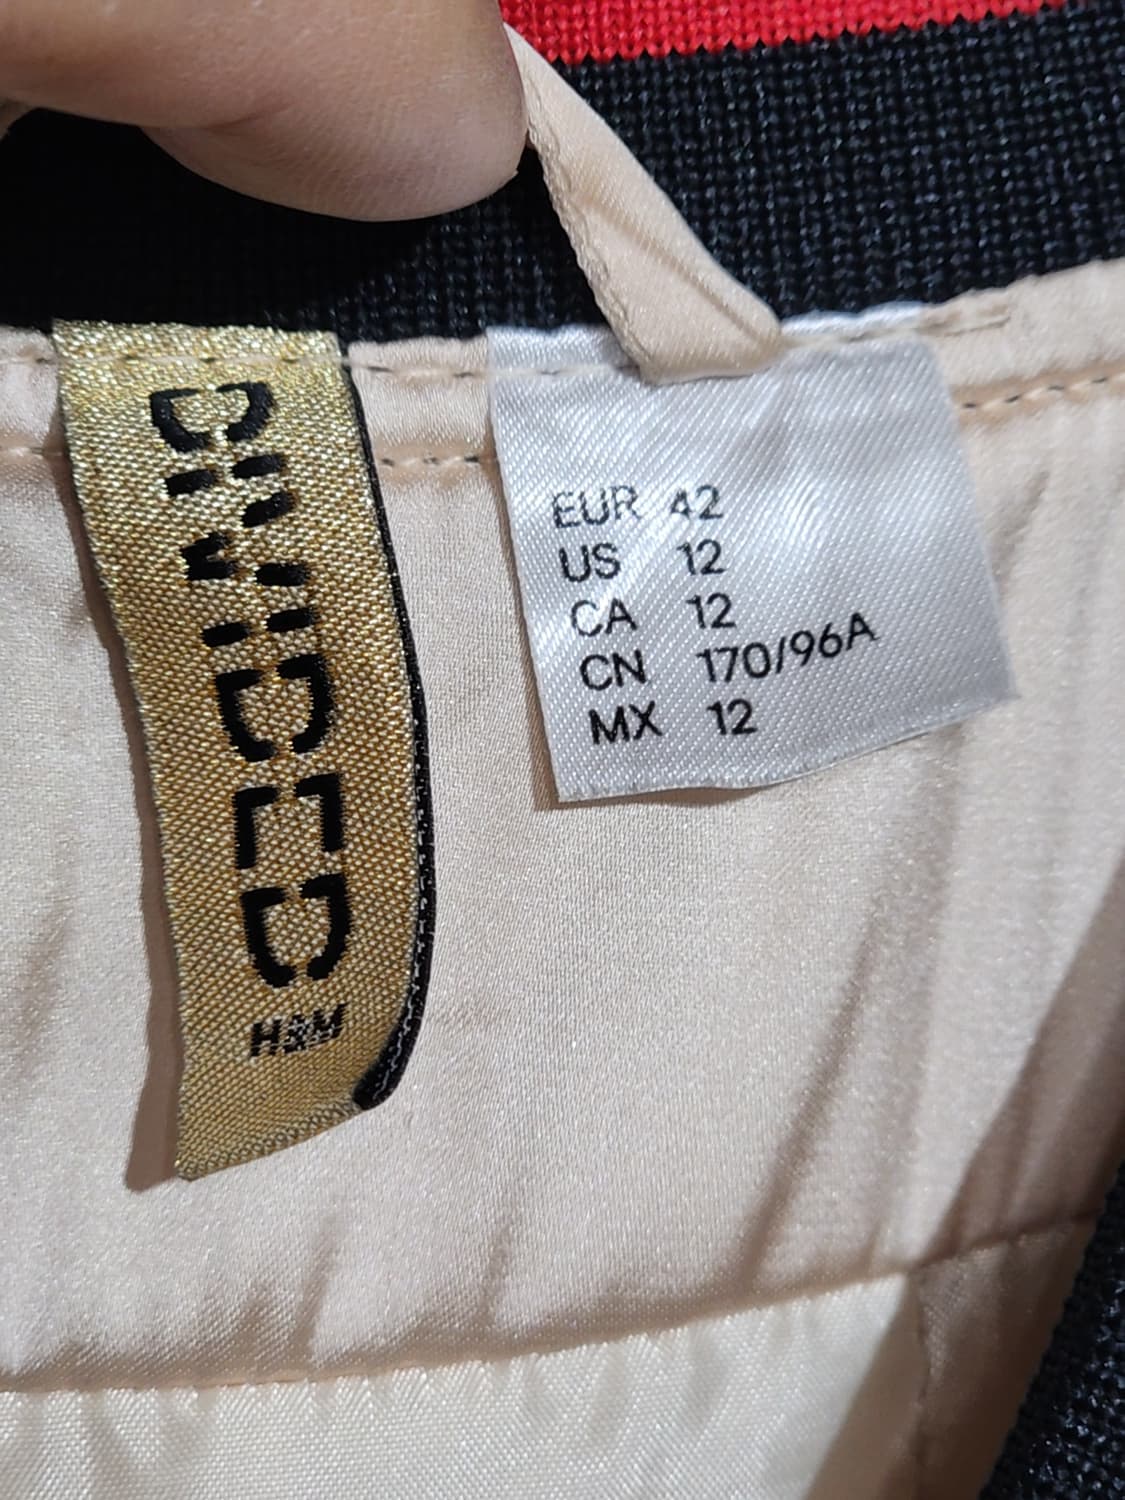 DIVIDED
H&M
EUR 42
US 12
CA 12
CN 170/96A
MX 12